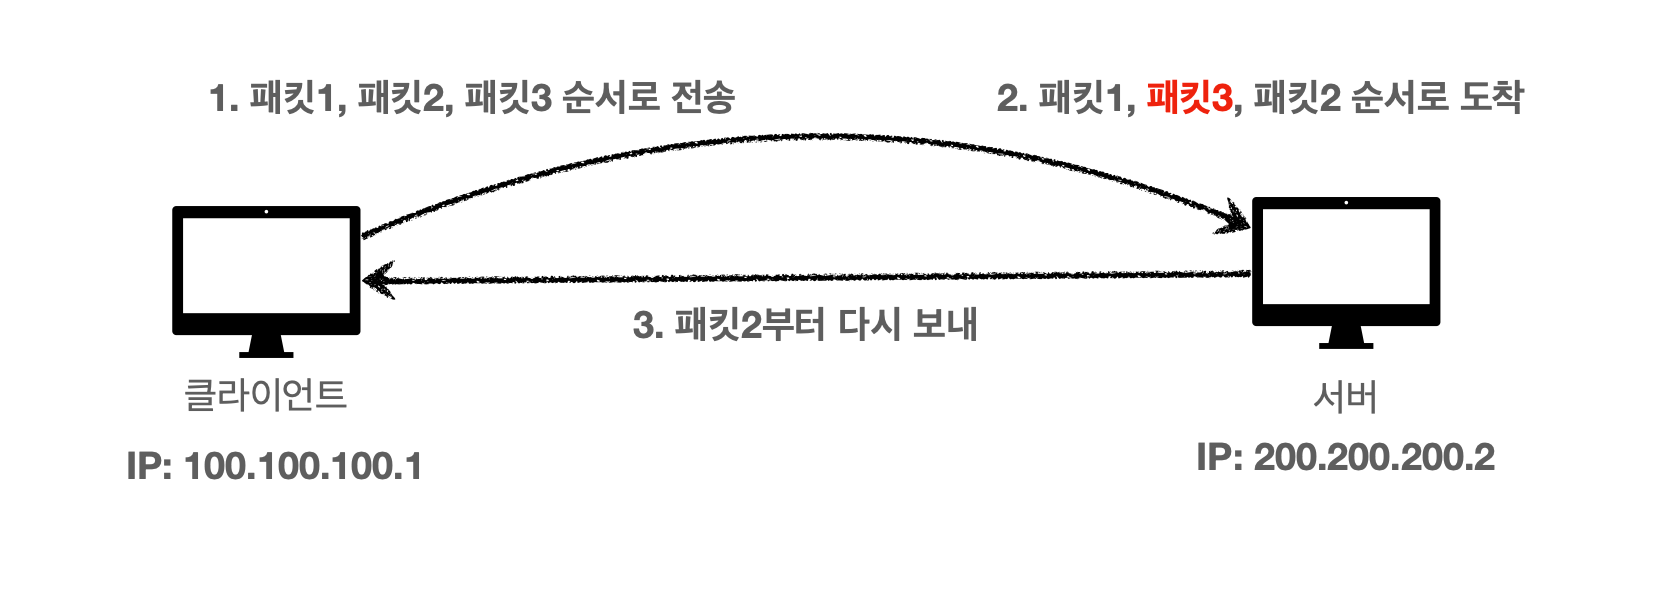 1. 패킷1, 패킷2, 패킷3 순서로 전송
2. 패킷1, 패킷3, 패킷2 순서로 도착
3. 패킷2부터 다시 보내
클라이언트
서버
IP: 100.100.100.1
IP: 200.200.200.2